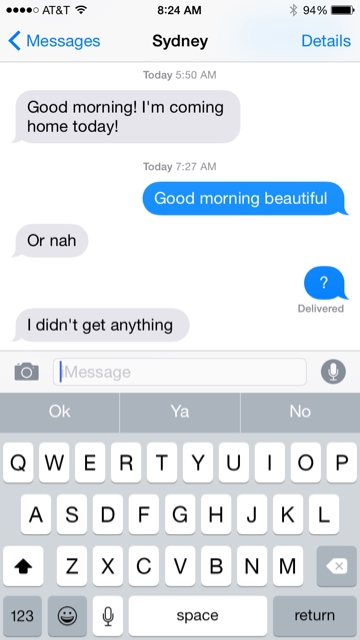 AT&T 8:24 AM 94%
Messages Sydney Details
Today 5:50 AM
Good morning! I'm coming
home today!
Today 7:27 AM
Good morning beautiful
Or nah
?
Delivered
I didn't get anything
iMessage
Ok Ya No
Q W E R T Y U I O P
A S D F G H J K L
Z X C V B N M
123 space return